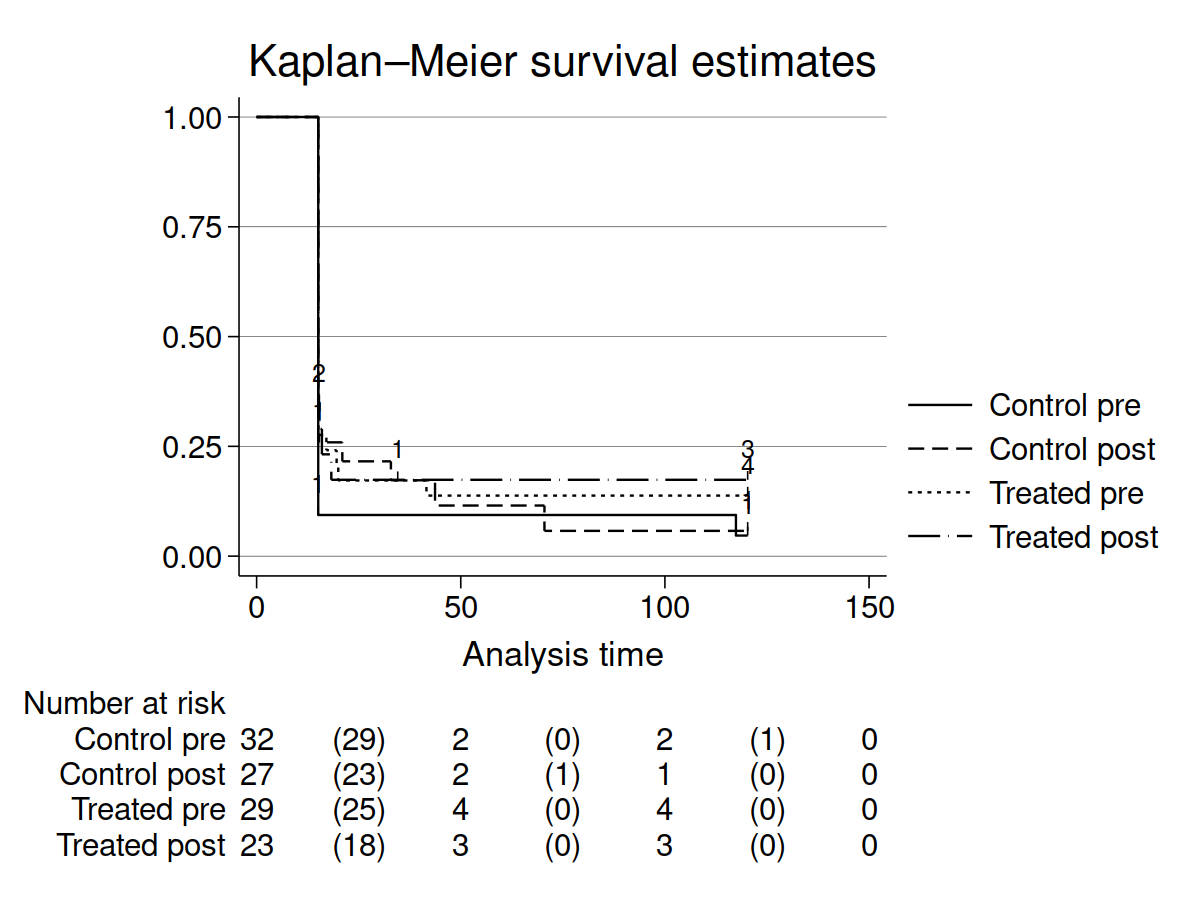 Kaplan–Meier survival estimates
1.00
0.75
0.50
0.25
0.00
2
1
1
1
3
4
1
0 50 100 150
Analysis time
Control pre
Control post
Treated pre
Treated post
Number at risk
Control pre 32 (29) 2 (0) 2 (1) 0
Control post 27 (23) 2 (1) 1 (0) 0
Treated pre 29 (25) 4 (0) 4 (0) 0
Treated post 23 (18) 3 (0) 3 (0) 0